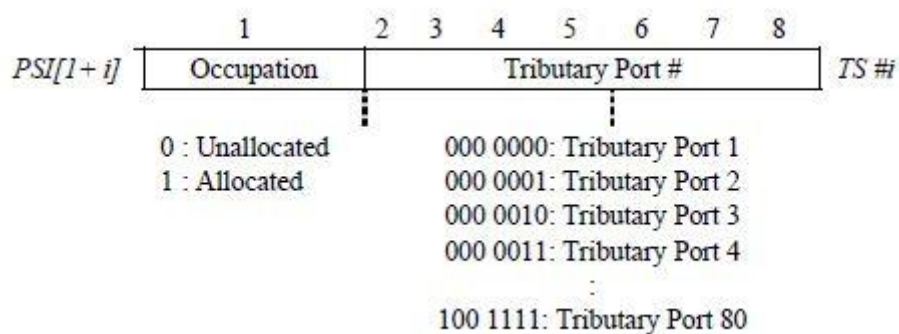 1 2 3 4 5 6 7 8
PSI[1+ i] Occupation Tributary Port # TS #i
0 : Unallocated 000 0000: Tributary Port 1
1 : Allocated 000 0001: Tributary Port 2
000 0010: Tributary Port 3
000 0011: Tributary Port 4
:
100 1111: Tributary Port 80